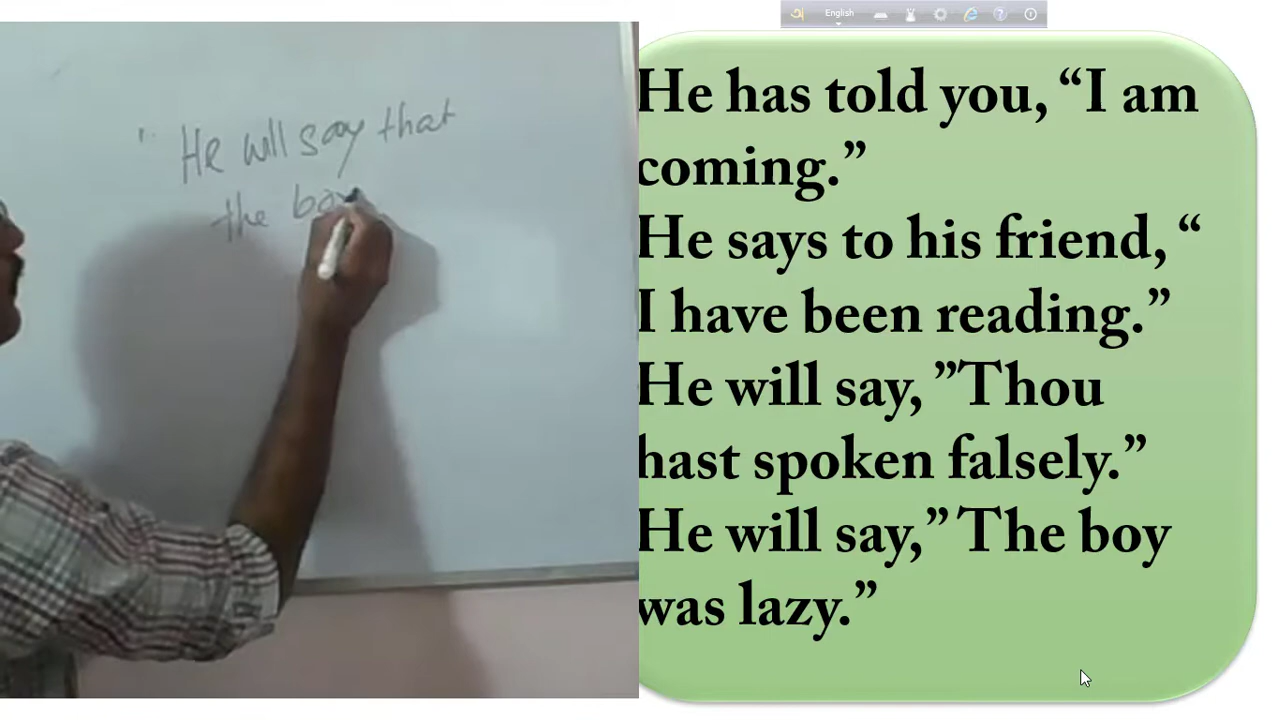 He will say that
the boy
English
He has told you, “I am
coming.”
He says to his friend, “
I have been reading.”
He will say, ”Thou
hast spoken falsely.”
He will say,” The boy
was lazy.”